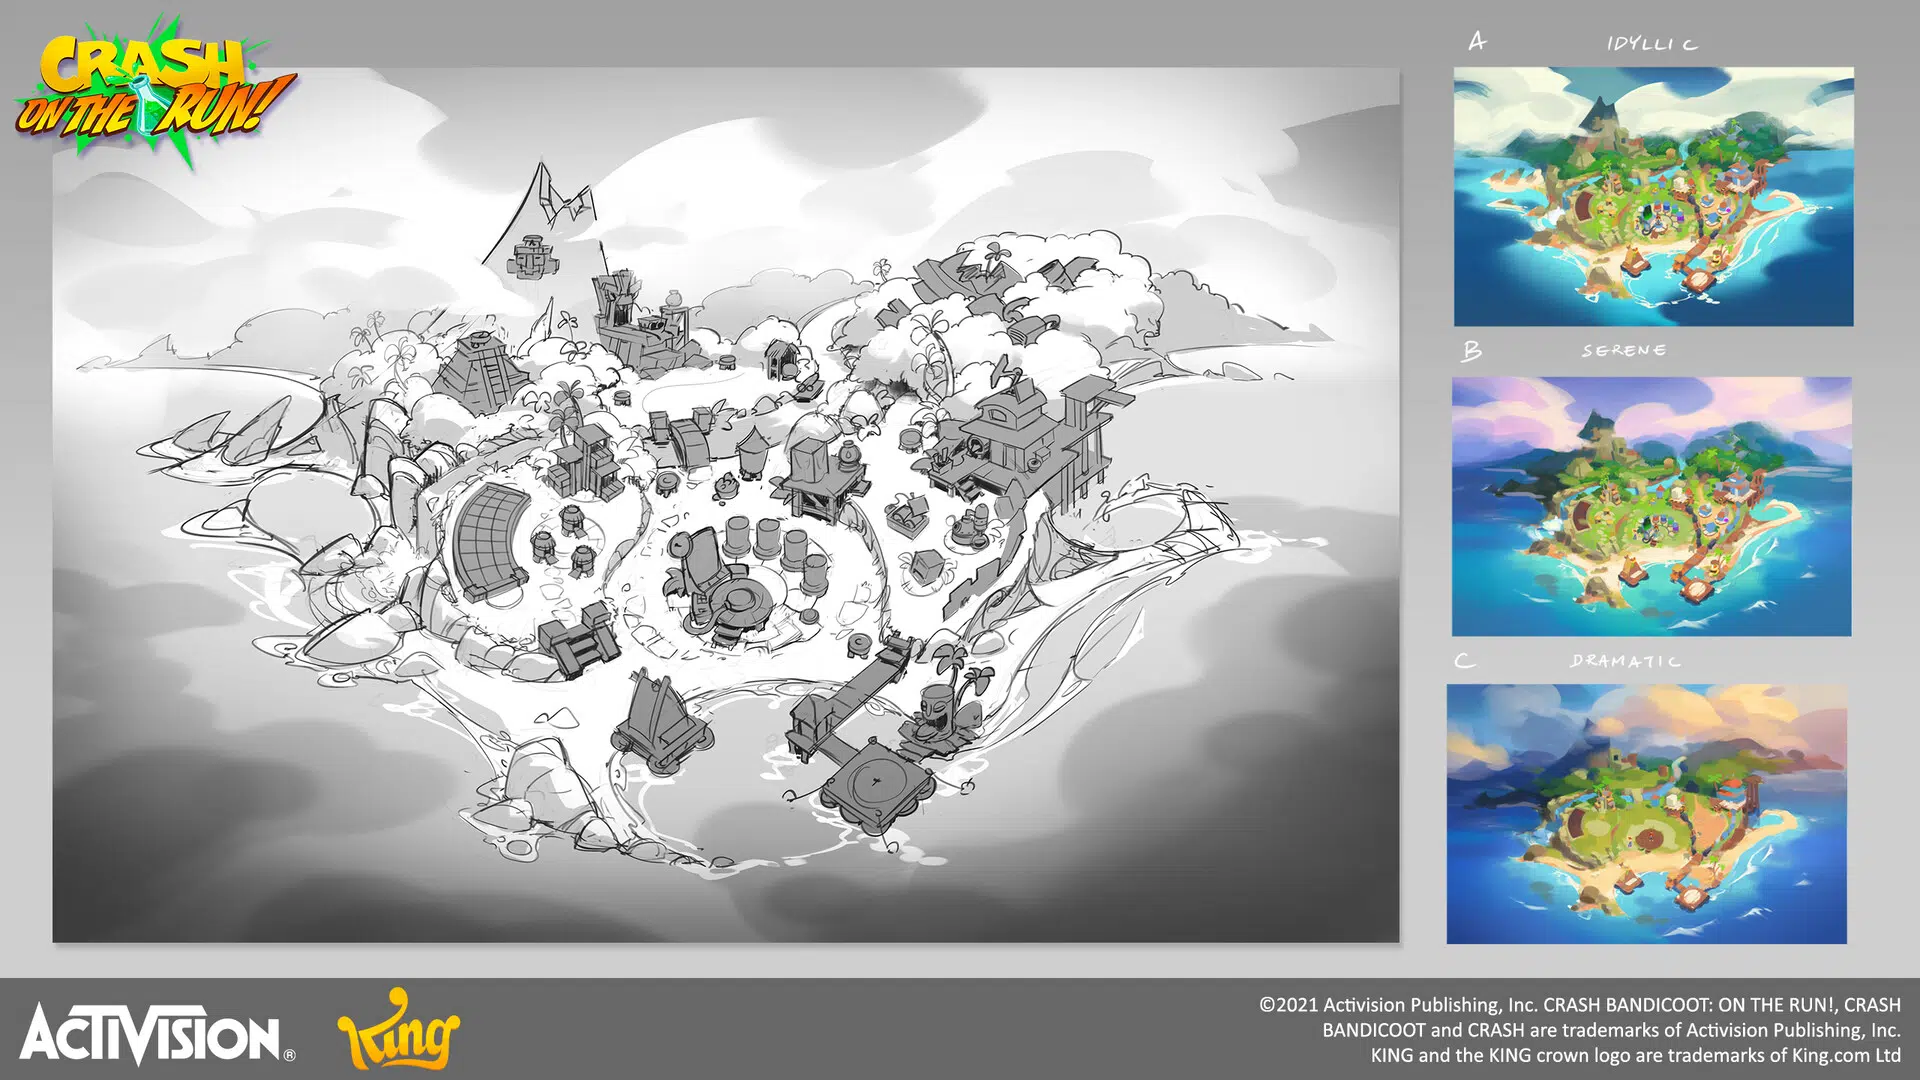 CRASH
ON THE RUN!
A IDYLLIC
B SERENE
C DRAMATIC
ACTIVISION®
King
©2021 Activision Publishing, Inc. CRASH BANDICOOT: ON THE RUN!, CRASH
BANDICOOT and CRASH are trademarks of Activision Publishing, Inc.
KING and the KING crown logo are trademarks of King.com Ltd